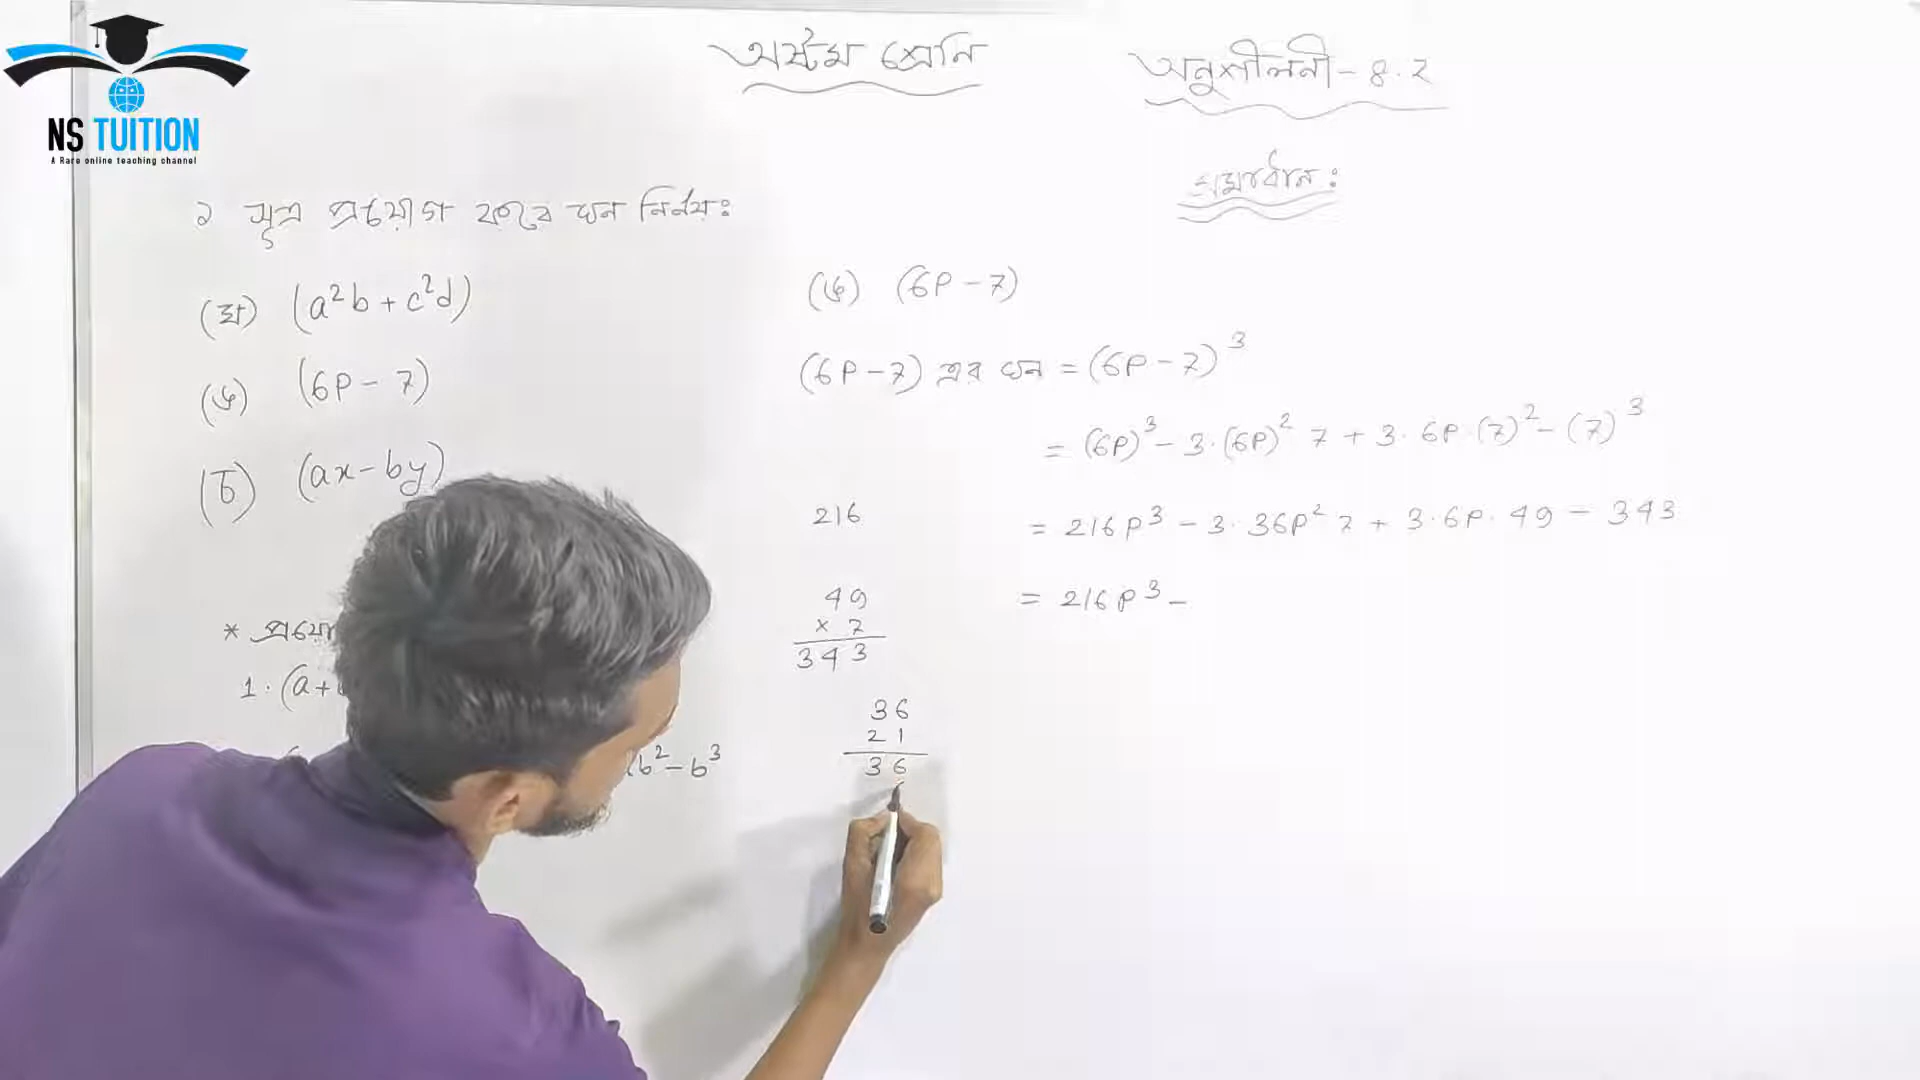 NS TUITION
A Rare online teaching channel
অষ্টম শ্রেনি
অনুশীলনী - ৪.২
সমাধান:
১ সূত্র প্রয়োগ করে ঘন নির্নয়:
(ঘ) (a²b + c²d)
(ঙ) (6P - 7)
(চ) (ax - by)
* প্রয়ো
1. (a +
b² - b³
(ঙ) (6P - 7)
(6P - 7) এর ঘন = (6P - 7)³
= (6P)³ - 3·(6P)² 7 + 3·6P·(7)² - (7)³
= 216P³ - 3·36P² 7 + 3·6P·49 - 343
= 216P³ -
216
49
× 7
343
36
21
36